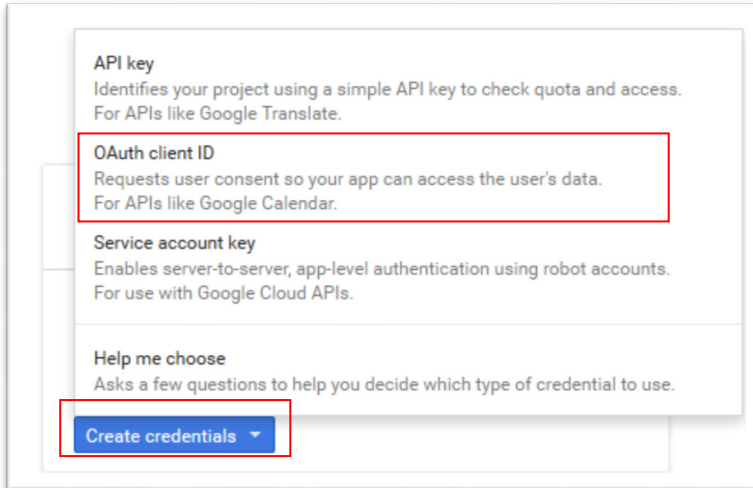 API key
Identifies your project using a simple API key to check quota and access.
For APIs like Google Translate.
OAuth client ID
Requests user consent so your app can access the user's data.
For APIs like Google Calendar.
Service account key
Enables server-to-server, app-level authentication using robot accounts.
For use with Google Cloud APIs.
Help me choose
Asks a few questions to help you decide which type of credential to use.
Create credentials